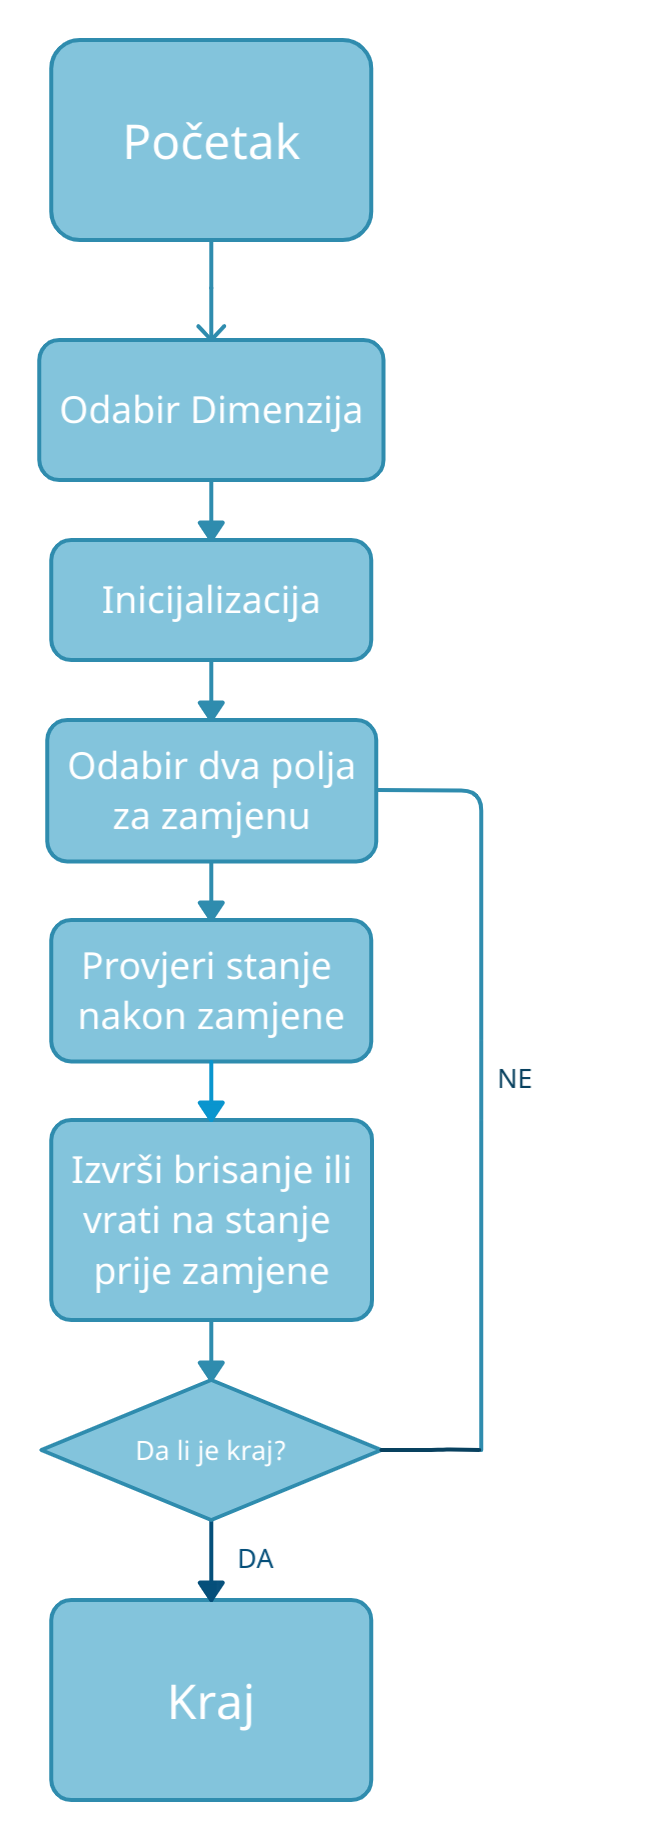 Početak
Odabir Dimenzija
Inicijalizacija
Odabir dva polja
za zamjenu
Provjeri stanje
nakon zamjene
NE
Izvrši brisanje ili
vrati na stanje
prije zamjene
Da li je kraj?
DA
Kraj